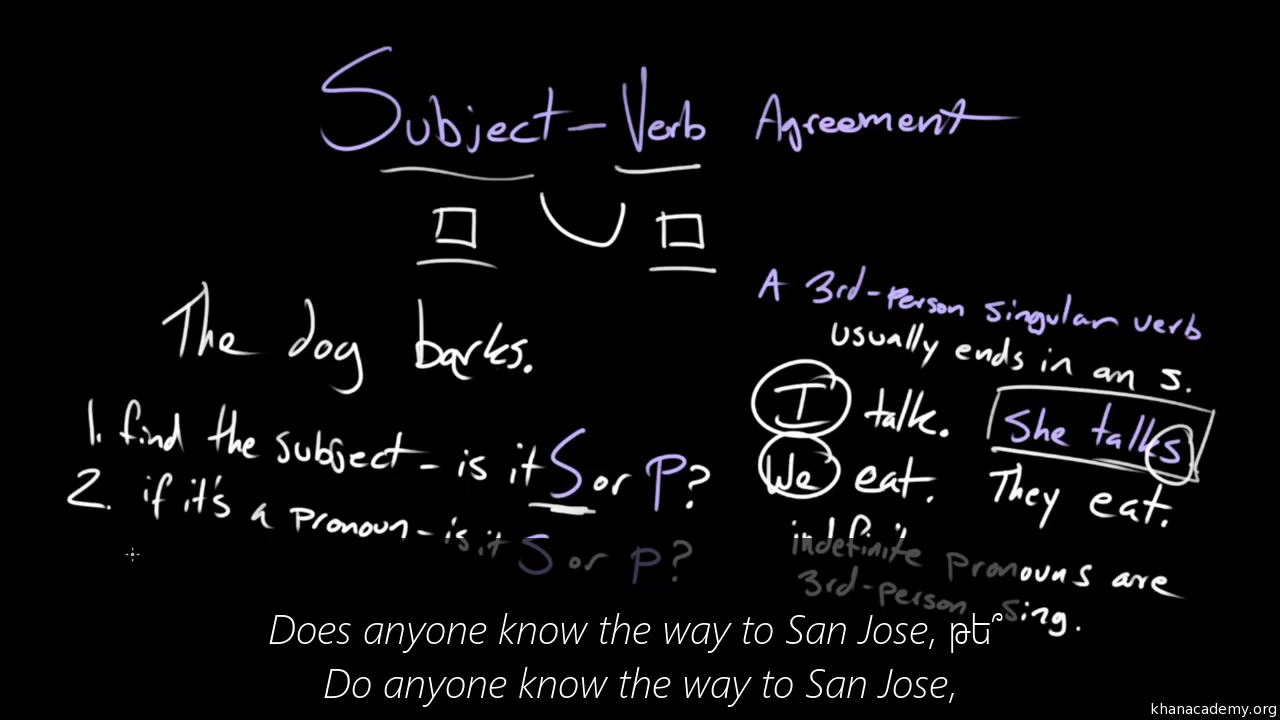 Subject-Verb Agreement
The dog barks.
1. find the subject - is it S or P?
2. if it's a pronoun - is it S or P?
A 3rd-person singular verb
usually ends in an s.
I talk. She talks
We eat. They eat.
indefinite pronouns are
3rd-person sing.
Does anyone know the way to San Jose, թե՞
Do anyone know the way to San Jose,
khanacademy.org